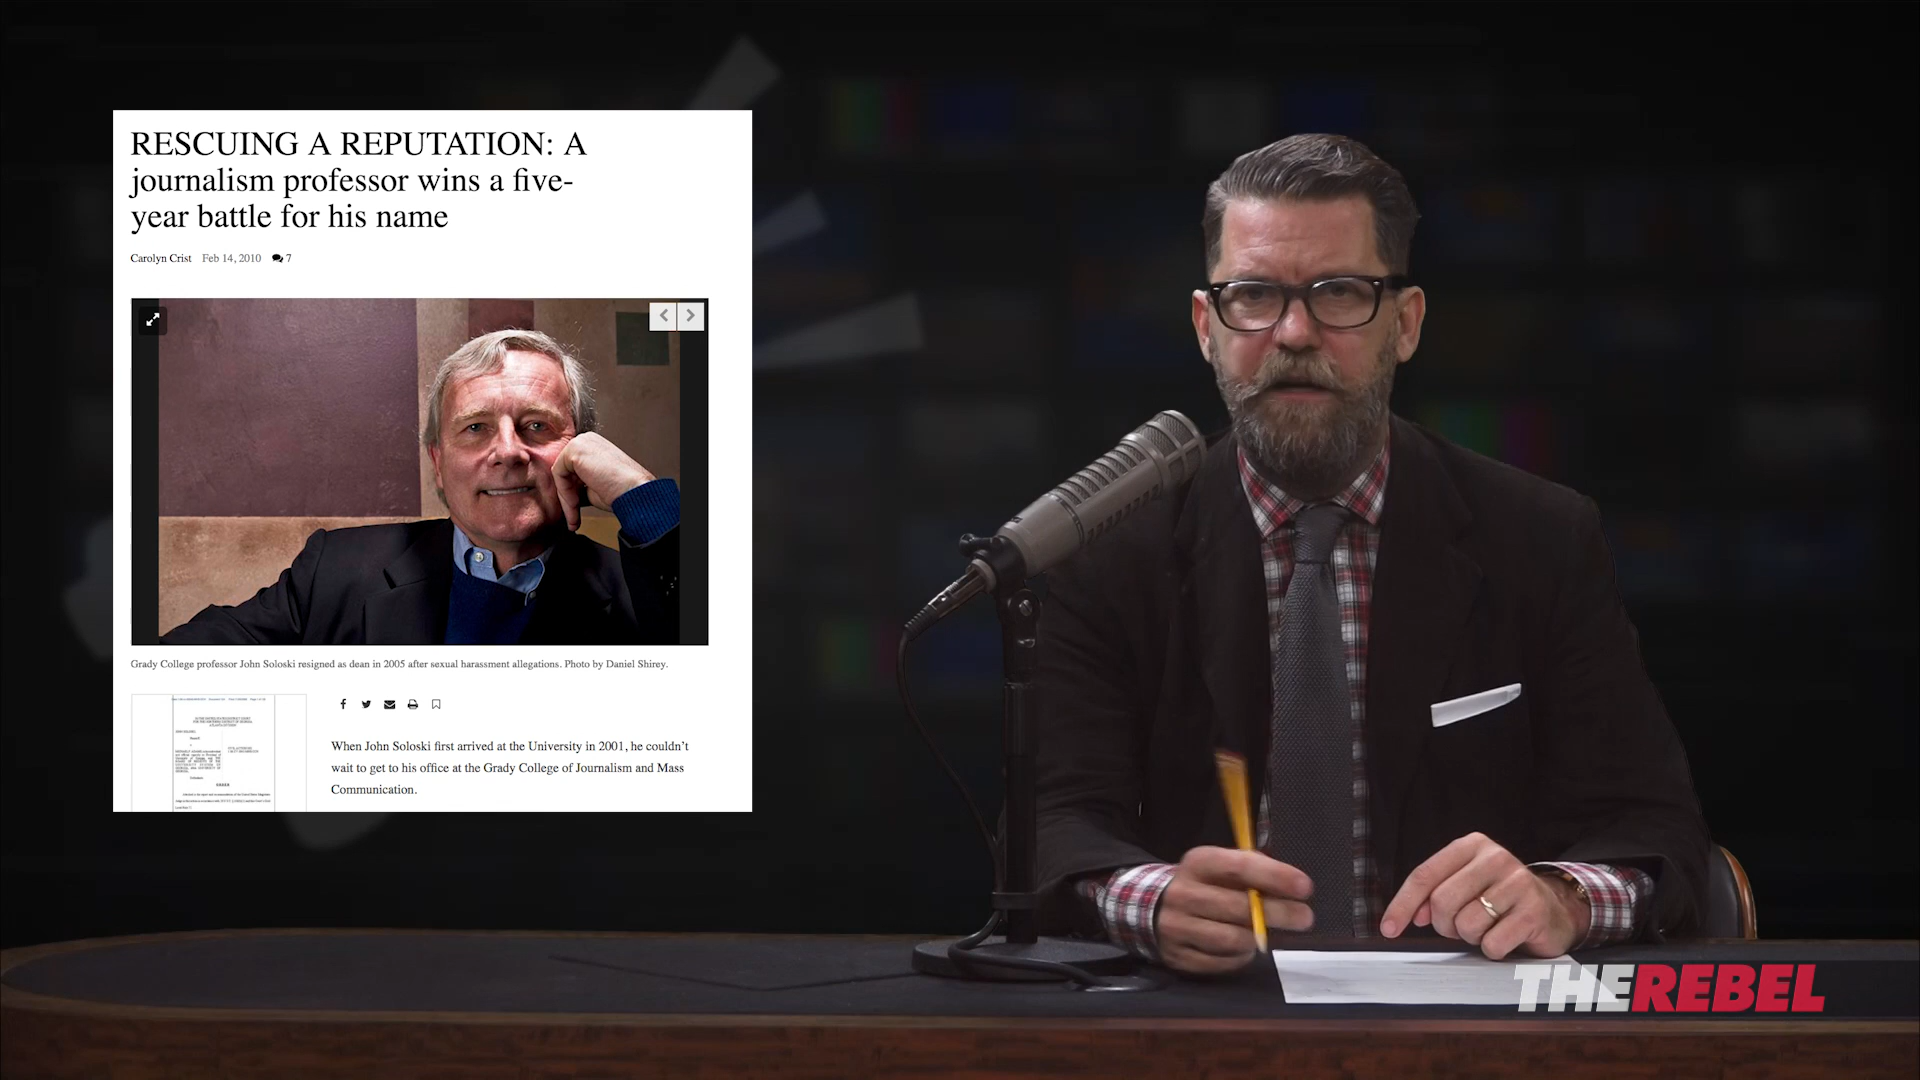 RESCUING A REPUTATION: A
journalism professor wins a five-
year battle for his name
Carolyn Crist Feb 14, 2010 7
Grady College professor John Soloski resigned as dean in 2005 after sexual harassment allegations. Photo by Daniel Shirey.
When John Soloski first arrived at the University in 2001, he couldn't
wait to get to his office at the Grady College of Journalism and Mass
Communication.
THEREBEL